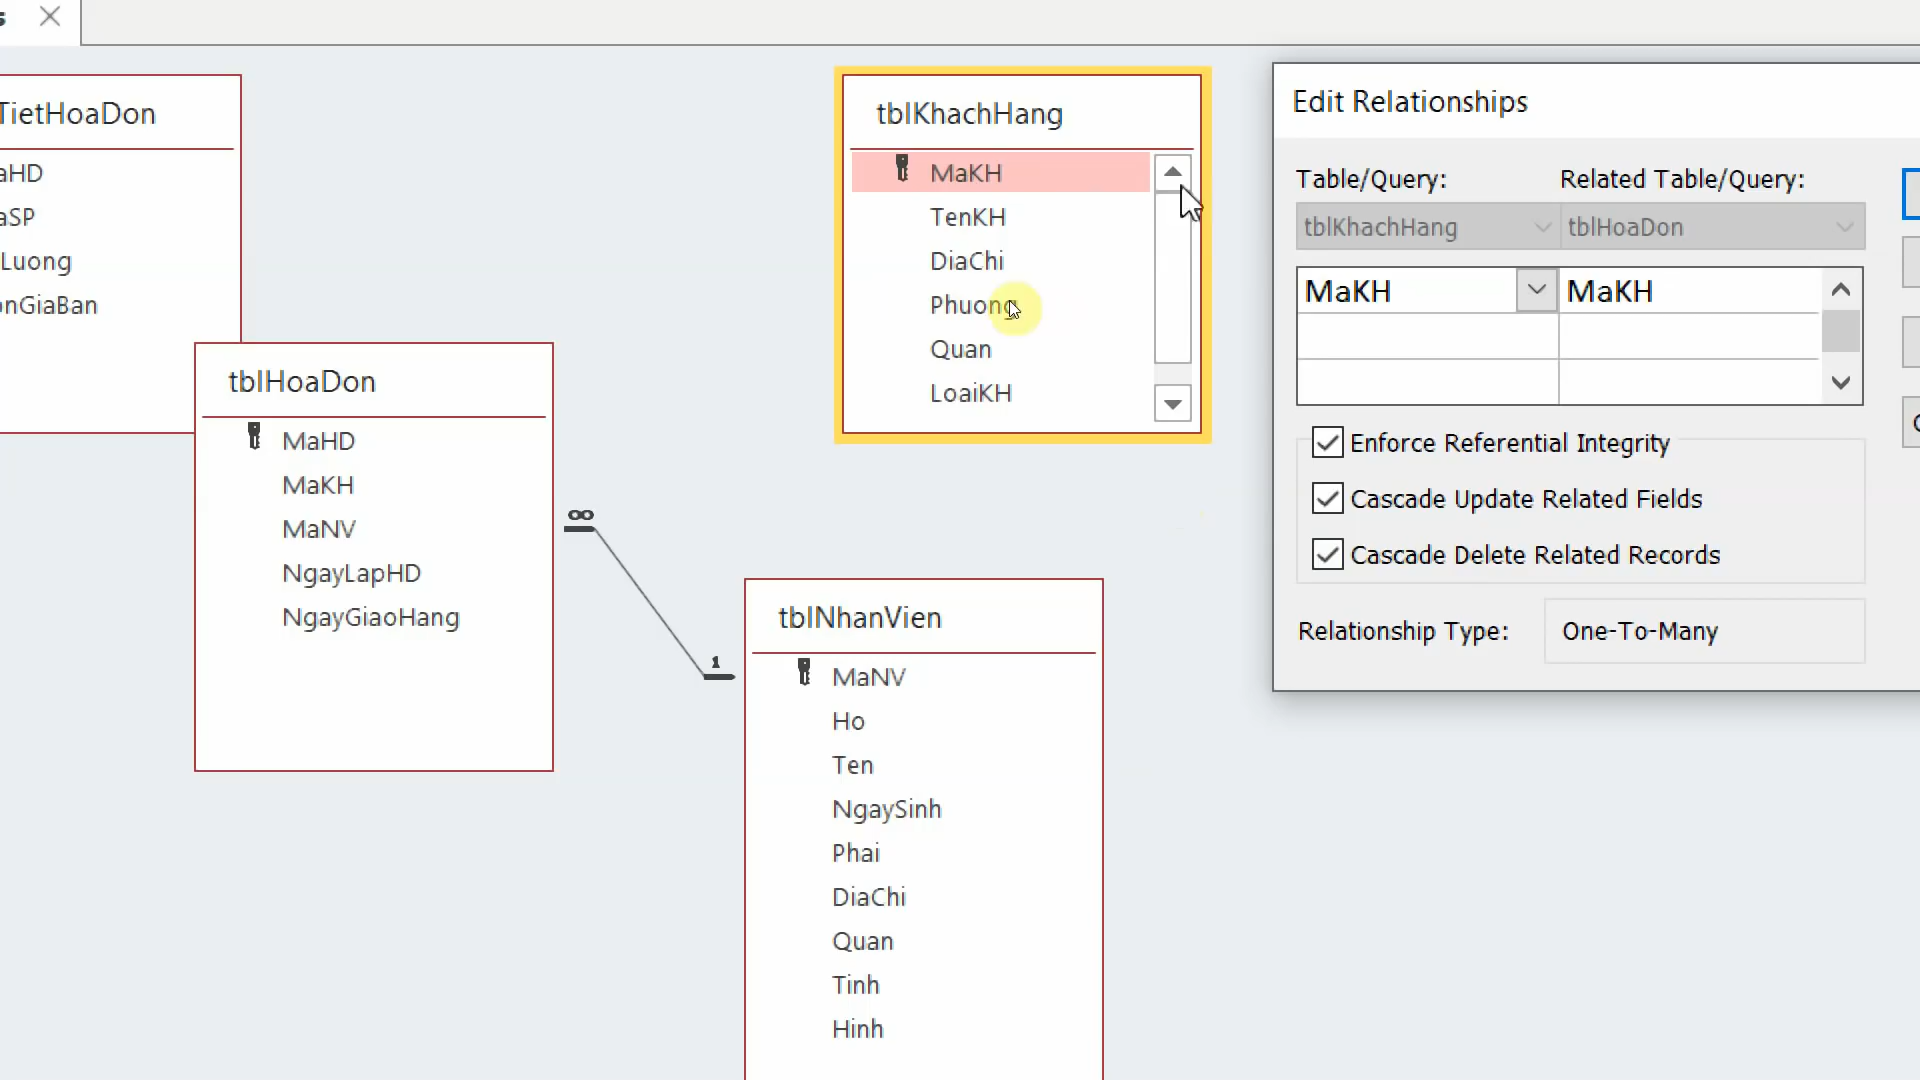 TietHoaDon
aHD
aSP
Luong
onGiaBan
tblHoaDon
MaHD
MaKH
MaNV
NgayLapHD
NgayGiaoHang
∞
1
tblKhachHang
MaKH
TenKH
DiaChi
Phuong
Quan
LoaiKH
tblNhanVien
MaNV
Ho
Ten
NgaySinh
Phai
DiaChi
Quan
Tinh
Hinh
Edit Relationships
Table/Query: Related Table/Query:
tblKhachHang tblHoaDon
MaKH MaKH
Enforce Referential Integrity
Cascade Update Related Fields
Cascade Delete Related Records
Relationship Type: One-To-Many